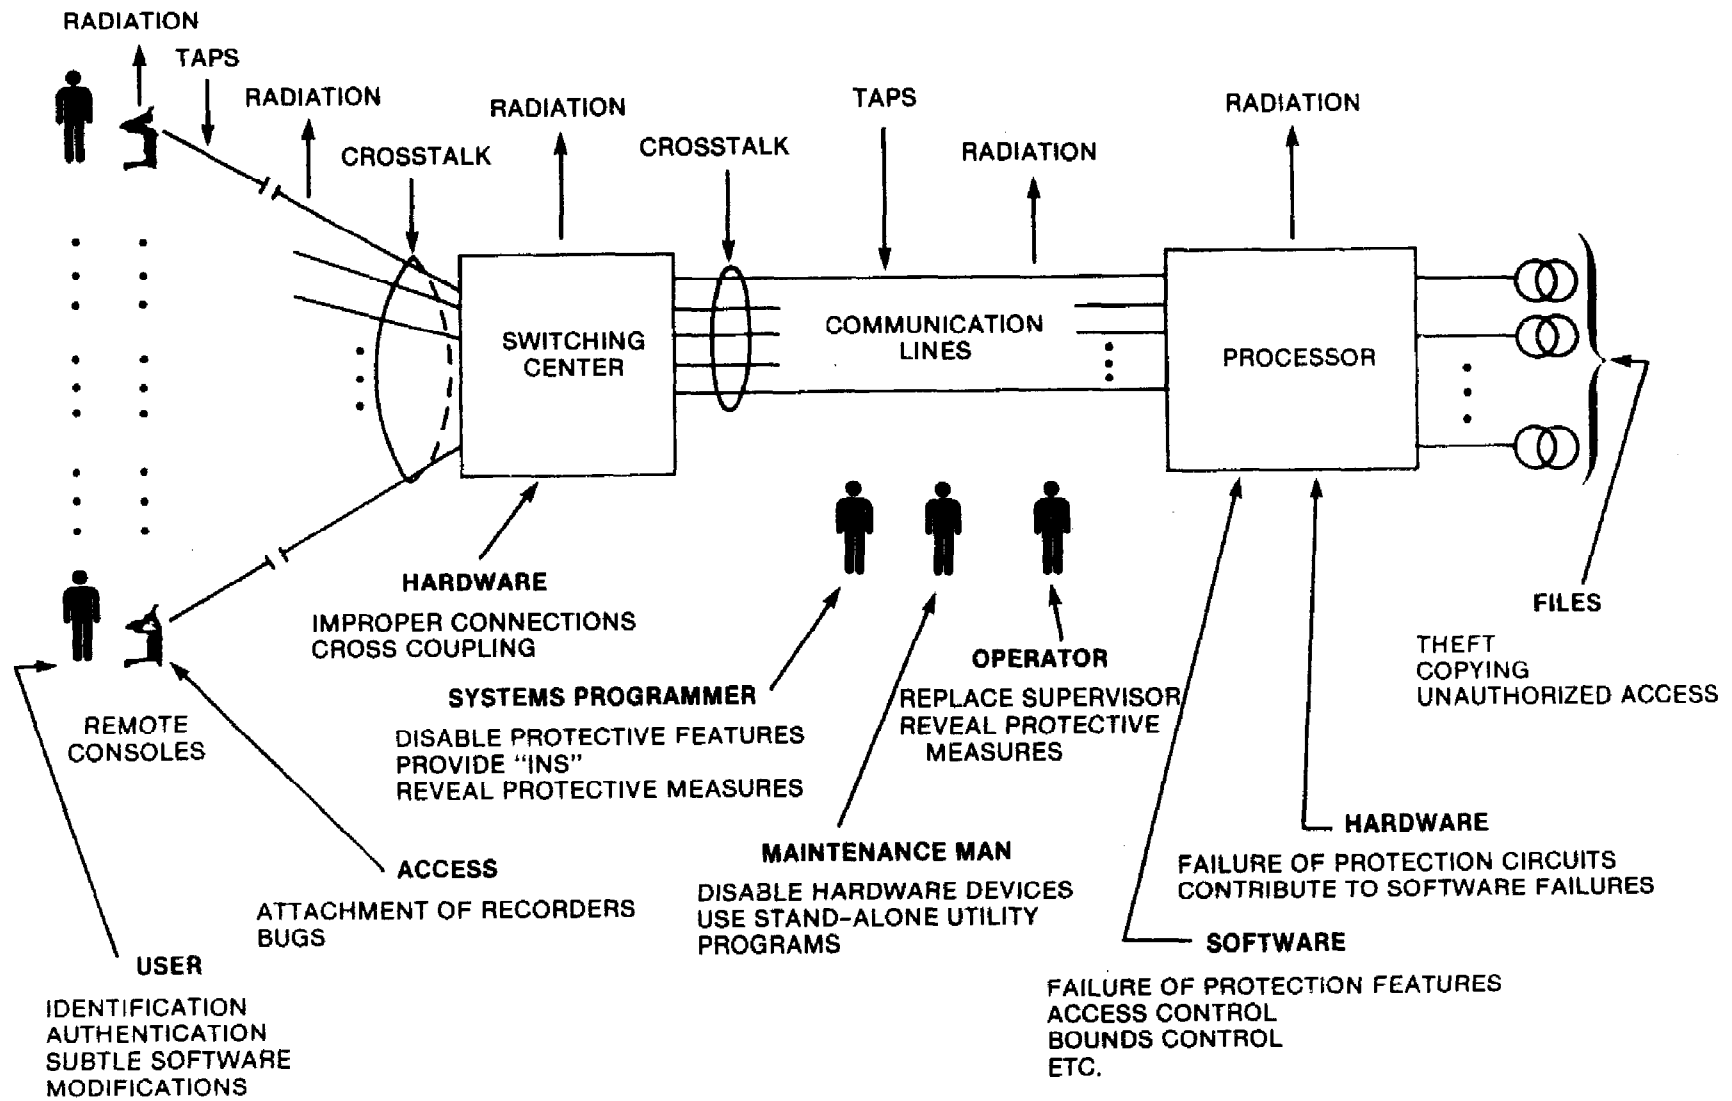 RADIATION
TAPS
RADIATION
CROSSTALK
RADIATION
CROSSTALK
TAPS
RADIATION
RADIATION
SWITCHING
CENTER
COMMUNICATION
LINES
PROCESSOR
HARDWARE
IMPROPER CONNECTIONS
CROSS COUPLING
REMOTE
CONSOLES
SYSTEMS PROGRAMMER
DISABLE PROTECTIVE FEATURES
PROVIDE "INS"
REVEAL PROTECTIVE MEASURES
OPERATOR
REPLACE SUPERVISOR
REVEAL PROTECTIVE
MEASURES
FILES
THEFT
COPYING
UNAUTHORIZED ACCESS
ACCESS
ATTACHMENT OF RECORDERS
BUGS
MAINTENANCE MAN
DISABLE HARDWARE DEVICES
USE STAND-ALONE UTILITY
PROGRAMS
HARDWARE
FAILURE OF PROTECTION CIRCUITS
CONTRIBUTE TO SOFTWARE FAILURES
USER
IDENTIFICATION
AUTHENTICATION
SUBTLE SOFTWARE
MODIFICATIONS
SOFTWARE
FAILURE OF PROTECTION FEATURES
ACCESS CONTROL
BOUNDS CONTROL
ETC.